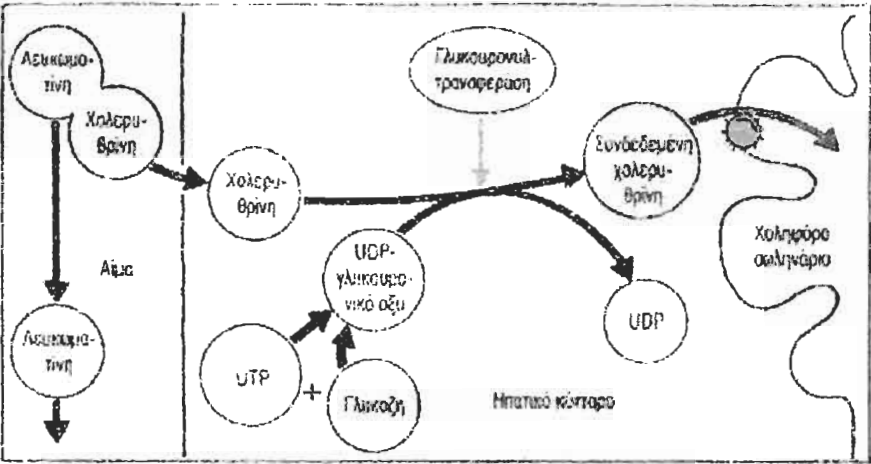 Λευκωμα-
τίνη
Χολερυ-
θρίνη
Αίμα
Λευκωμα-
τίνη
Χολερυ-
θρίνη
Γλυκουρονυλ-
τρανσφεράση
Συνδεδεμένη
χολερυ-
θρίνη
UDP-
γλυκουρο-
νικό οξύ
UTP
+
Γλυκόζη
UDP
Ηπατικό κύτταρο
Χοληφόρο
σωληνάριο